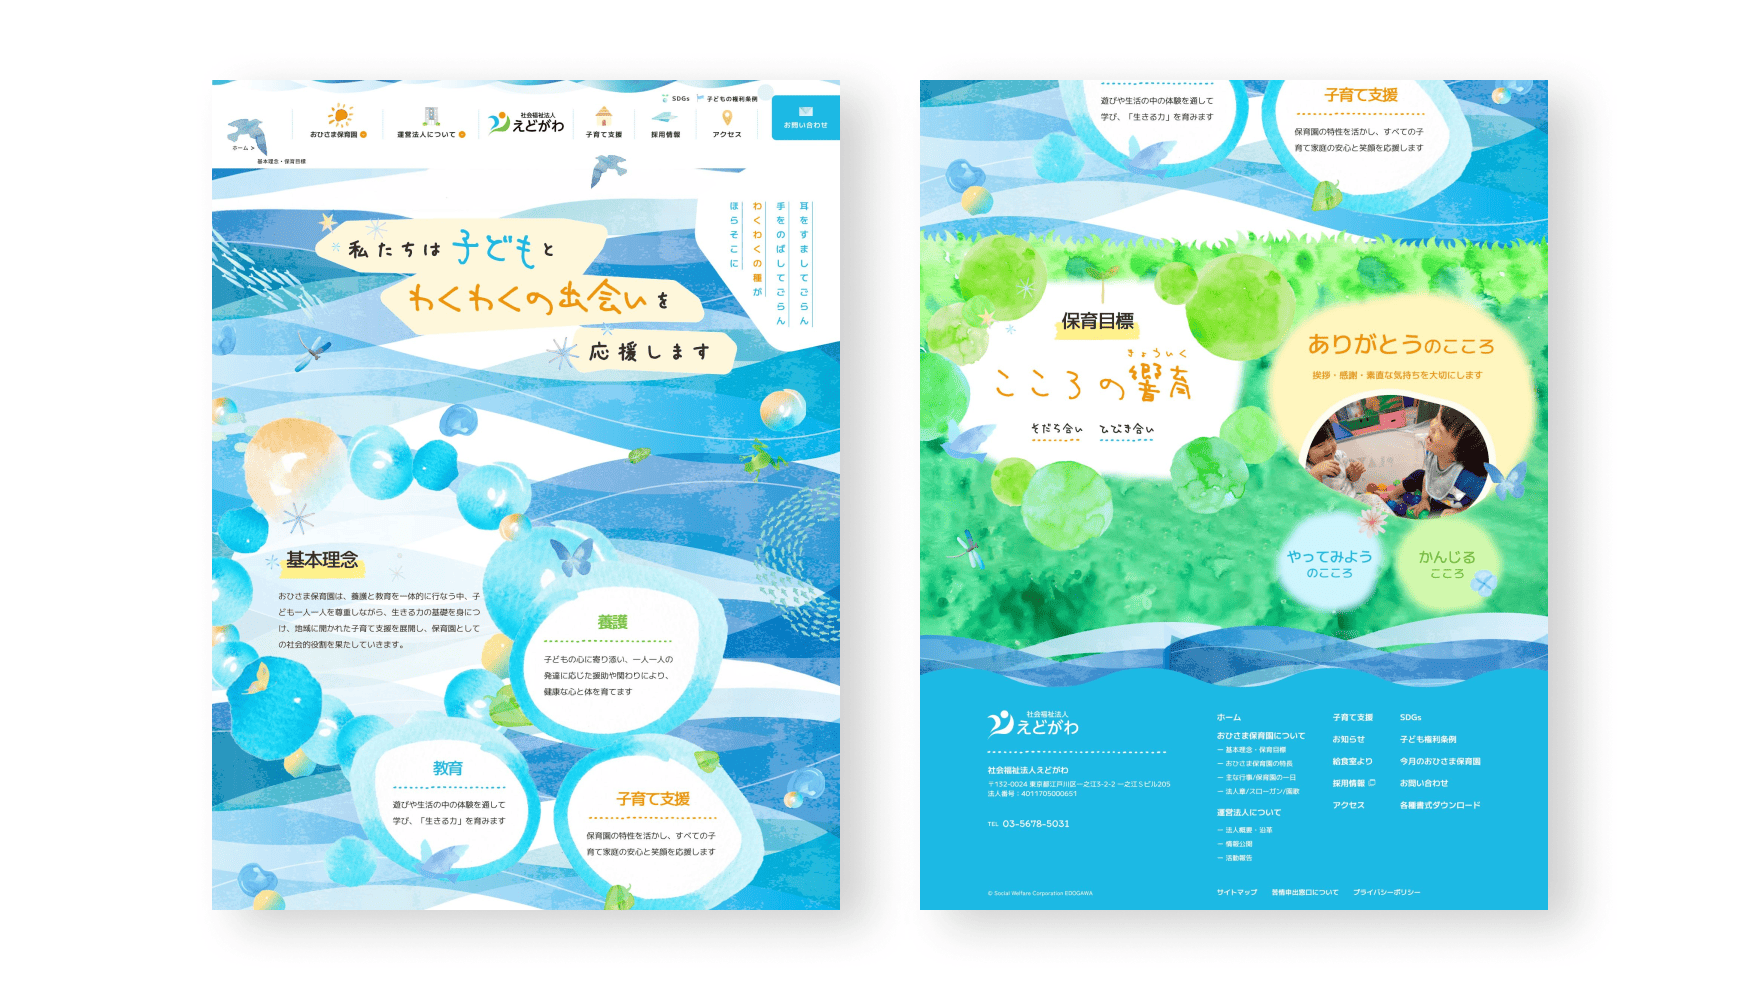 SDGs
子どもの権利条例
おひさま保育園
運営法人について
社会福祉法人
えどがわ
子育て支援
採用情報
アクセス
お問い合わせ
ホーム >
基本理念・保育目標
耳をすましてごらん
手をのばしてごらん
わくわくの種が
ほらそこに
私たちは子どもと
わくわくの出会いを
応援します
基本理念
おひさま保育園は、養護と教育を一体的に行なう中、子
ども一人一人を尊重しながら、生きる力の基礎を身につ
け、地域に開かれた子育て支援を展開し、保育園として
の社会的役割を果たしていきます。
養護
子どもの心に寄り添い、一人一人の
発達に応じた援助や関わりにより、
健康な心と体を育てます
教育
遊びや生活の中の体験を通して
学び、「生きる力」を育みます
子育て支援
保育園の特性を活かし、すべての子
育て家庭の安心と笑顔を応援します
遊びや生活の中の体験を通して
学び、「生きる力」を育みます
子育て支援
保育園の特性を活かし、すべての子
育て家庭の安心と笑顔を応援します
保育目標
きょういく
こころの響育
そだち合い ひびき合い
ありがとうのこころ
挨拶・感謝・素直な気持ちを大切にします
やってみよう
のこころ
かんじる
こころ
社会福祉法人
えどがわ
社会福祉法人えどがわ
〒132-0024 東京都江戸川区一之江3-2-2 一之江Sビル205
法人番号：4011705000651
TEL 03-5678-5031
ホーム
おひさま保育園について
ー 基本理念・保育目標
ー おひさま保育園の特長
ー 主な行事/保育園の一日
ー 法人章/スローガン/園歌
運営法人について
ー 法人概要・沿革
ー 情報公開
ー 活動報告
子育て支援
お知らせ
給食室より
採用情報
アクセス
SDGs
子ども権利条例
今月のおひさま保育園
お問い合わせ
各種書式ダウンロード
© Social Welfare Corporation EDOGAWA
サイトマップ 苦情申出窓口について プライバシーポリシー